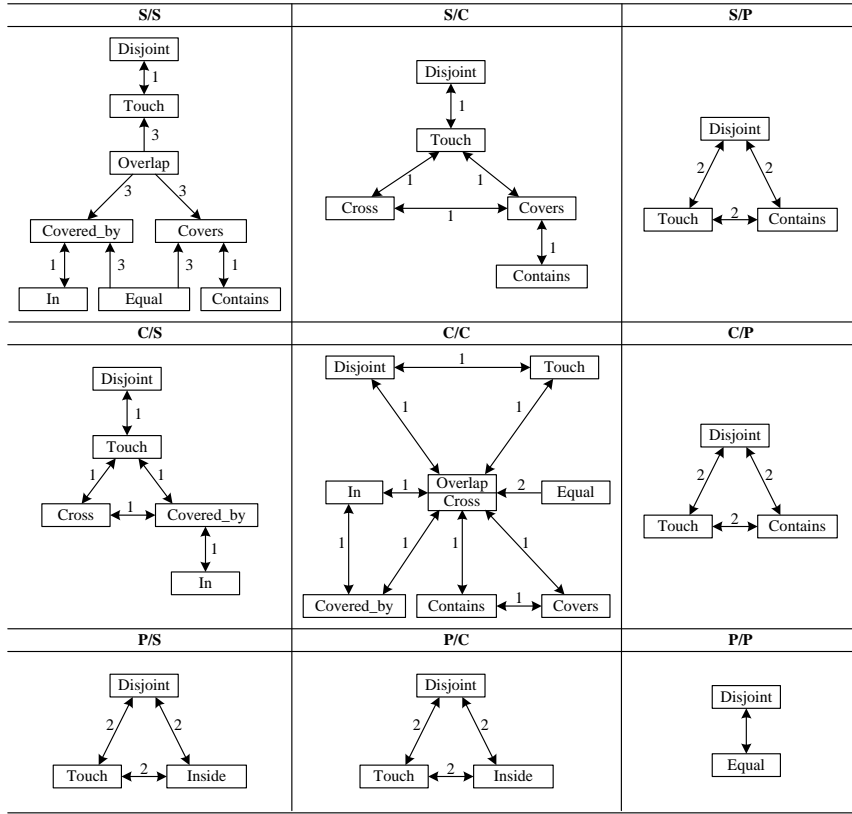 S/S S/C S/P
Disjoint
1
Touch
3
Overlap
3 3
Covered_by Covers
1 3 3 1
In Equal Contains
Disjoint
1
Touch
1 1
Cross 1 Covers
1
Contains
Disjoint
2 2
Touch 2 Contains
C/S C/C C/P
Disjoint
1
Touch
1 1
Cross 1 Covered_by
1
In
Disjoint 1 Touch
1 1
In 1 Overlap 2 Equal
Cross
1 1 1 1
Covered_by Contains 1 Covers
Disjoint
2 2
Touch 2 Contains
P/S P/C P/P
Disjoint
2 2
Touch 2 Inside
Disjoint
2 2
Touch 2 Inside
Disjoint
Equal